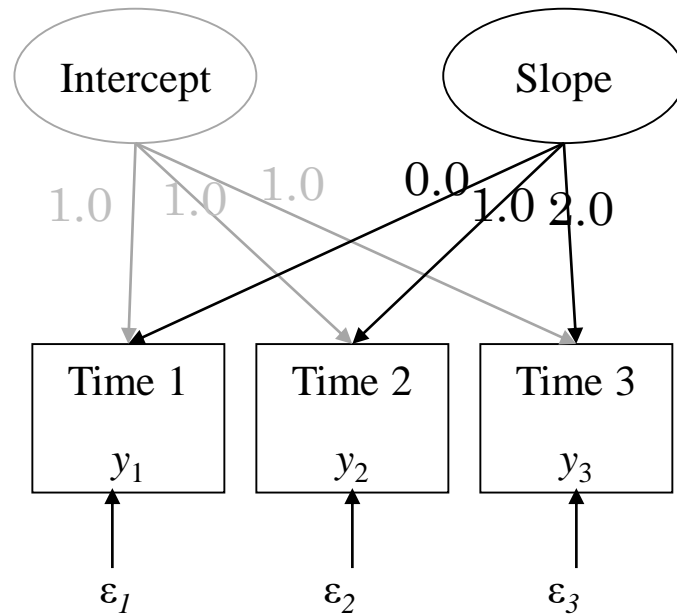 Intercept Slope
1.0 1.0 1.0 0.0 1.0 2.0
Time 1 Time 2 Time 3
y₁ y₂ y₃
ε₁ ε₂ ε₃